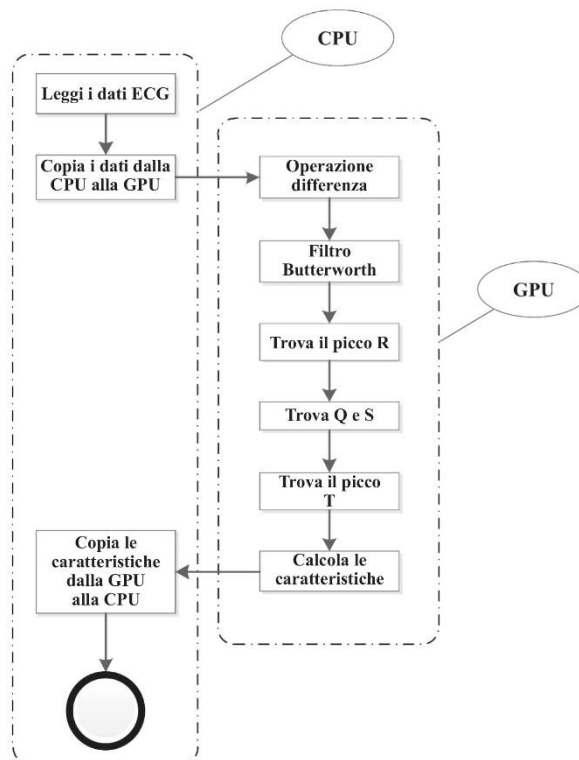 CPU
Leggi i dati ECG
Copia i dati dalla
CPU alla GPU
Operazione
differenza
Filtro
Butterworth
GPU
Trova il picco R
Trova Q e S
Trova il picco
T
Calcola le
caratteristiche
Copia le
caratteristiche
dalla GPU
alla CPU